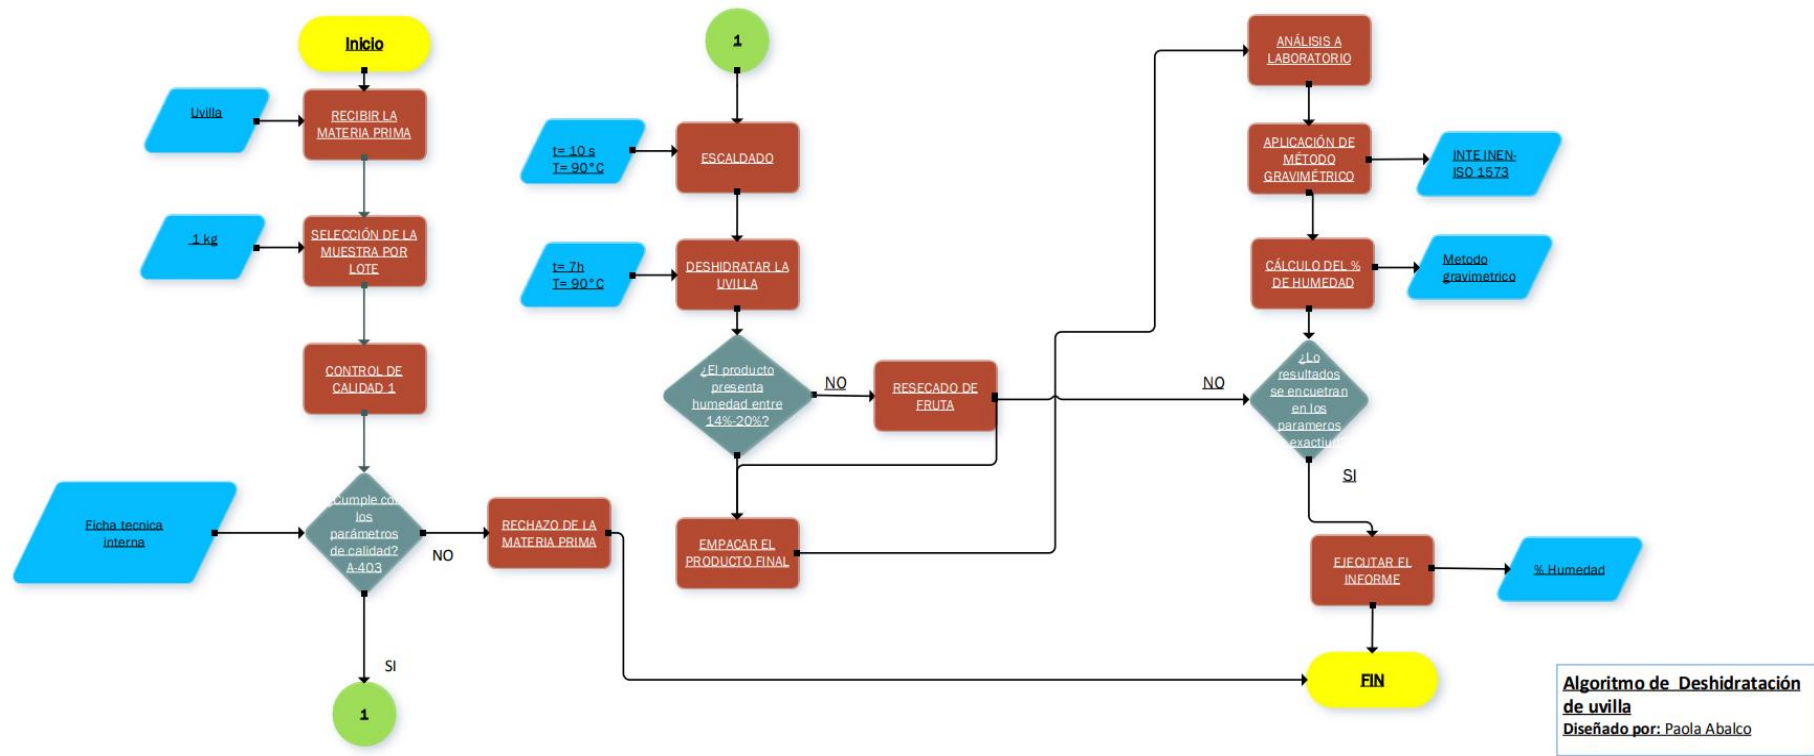 Inicio
Uvilla
RECIBIR LA
MATERIA PRIMA
1 kg
SELECCIÓN DE LA
MUESTRA POR
LOTE
CONTROL DE
CALIDAD 1
Ficha tecnica
interna
¿Cumple con
los
parámetros
de calidad?
A-403
NO
RECHAZO DE LA
MATERIA PRIMA
SI
1
1
t= 10 s
T= 90°C
ESCALDADO
t= 7h
T= 90°C
DESHIDRATAR LA
UVILLA
¿El producto
presenta
humedad entre
14%-20%?
NO
RESECADO DE
FRUTA
EMPACAR EL
PRODUCTO FINAL
ANÁLISIS A
LABORATORIO
APLICACIÓN DE
MÉTODO
GRAVIMÉTRICO
INTE INEN-
ISO 1573
CÁLCULO DEL %
DE HUMEDAD
Metodo
gravimetrico
NO
¿Lo
resultados
se encuetran
en los
parameros
exactiud
SI
EJECUTAR EL
INFORME
% Humedad
FIN
Algoritmo de Deshidratación
de uvilla
Diseñado por: Paola Abalco